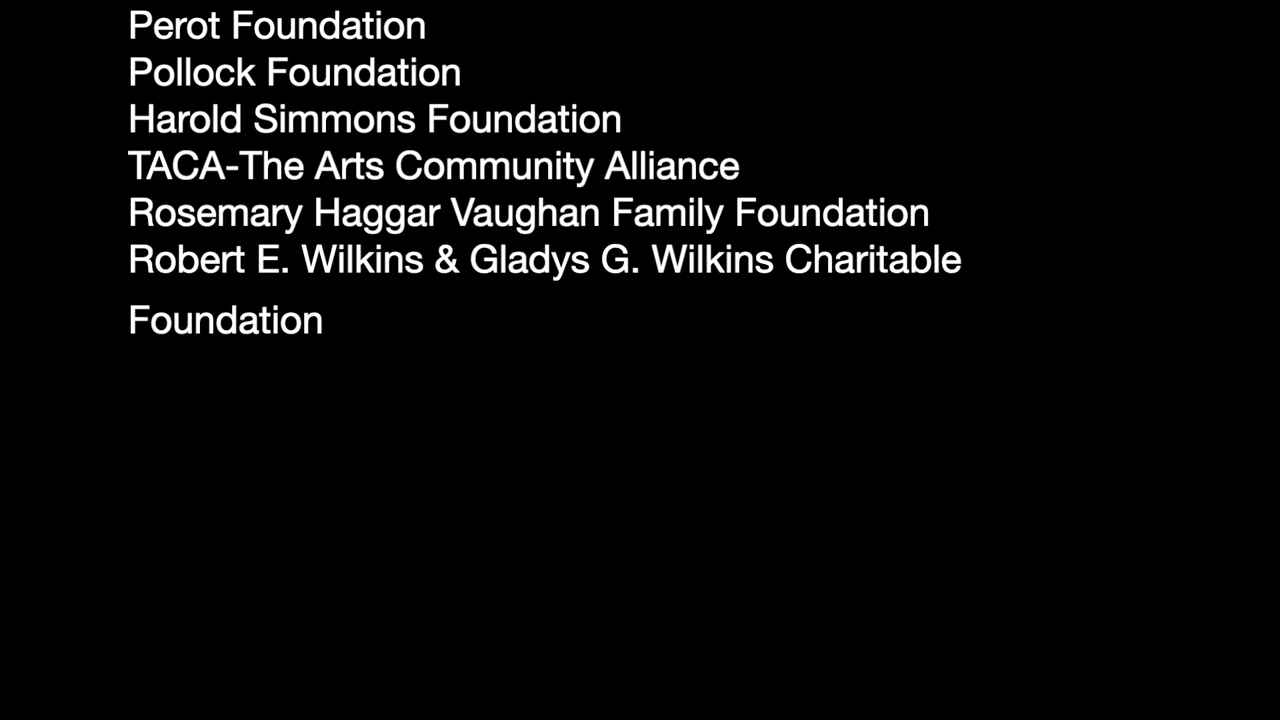 Perot Foundation
Pollock Foundation
Harold Simmons Foundation
TACA-The Arts Community Alliance
Rosemary Haggar Vaughan Family Foundation
Robert E. Wilkins & Gladys G. Wilkins Charitable
Foundation